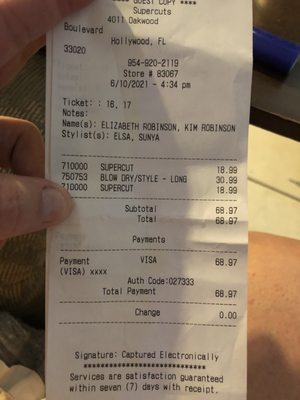 GUEST COPY ****
Supercuts
4011 Oakwood
Boulevard
Hollywood, FL
33020
954-920-2119
Store # 83067
6/10/2021 - 4:34 pm
Ticket: : 16, 17
Notes:
Name(s): ELIZABETH ROBINSON, KIM ROBINSON
Stylist(s): ELSA, SUNYA
710000 SUPERCUT 18.99
750753 BLOW DRY/STYLE - LONG 30.99
710000 SUPERCUT 18.99
Subtotal 68.97
Total 68.97
Payments
Payment VISA 68.97
(VISA) xxxx
Auth Code:027333
Total Payment 68.97
Change 0.00
Signature: Captured Electronically
****************************
Services are satisfaction guaranteed
within seven (7) days with receipt.